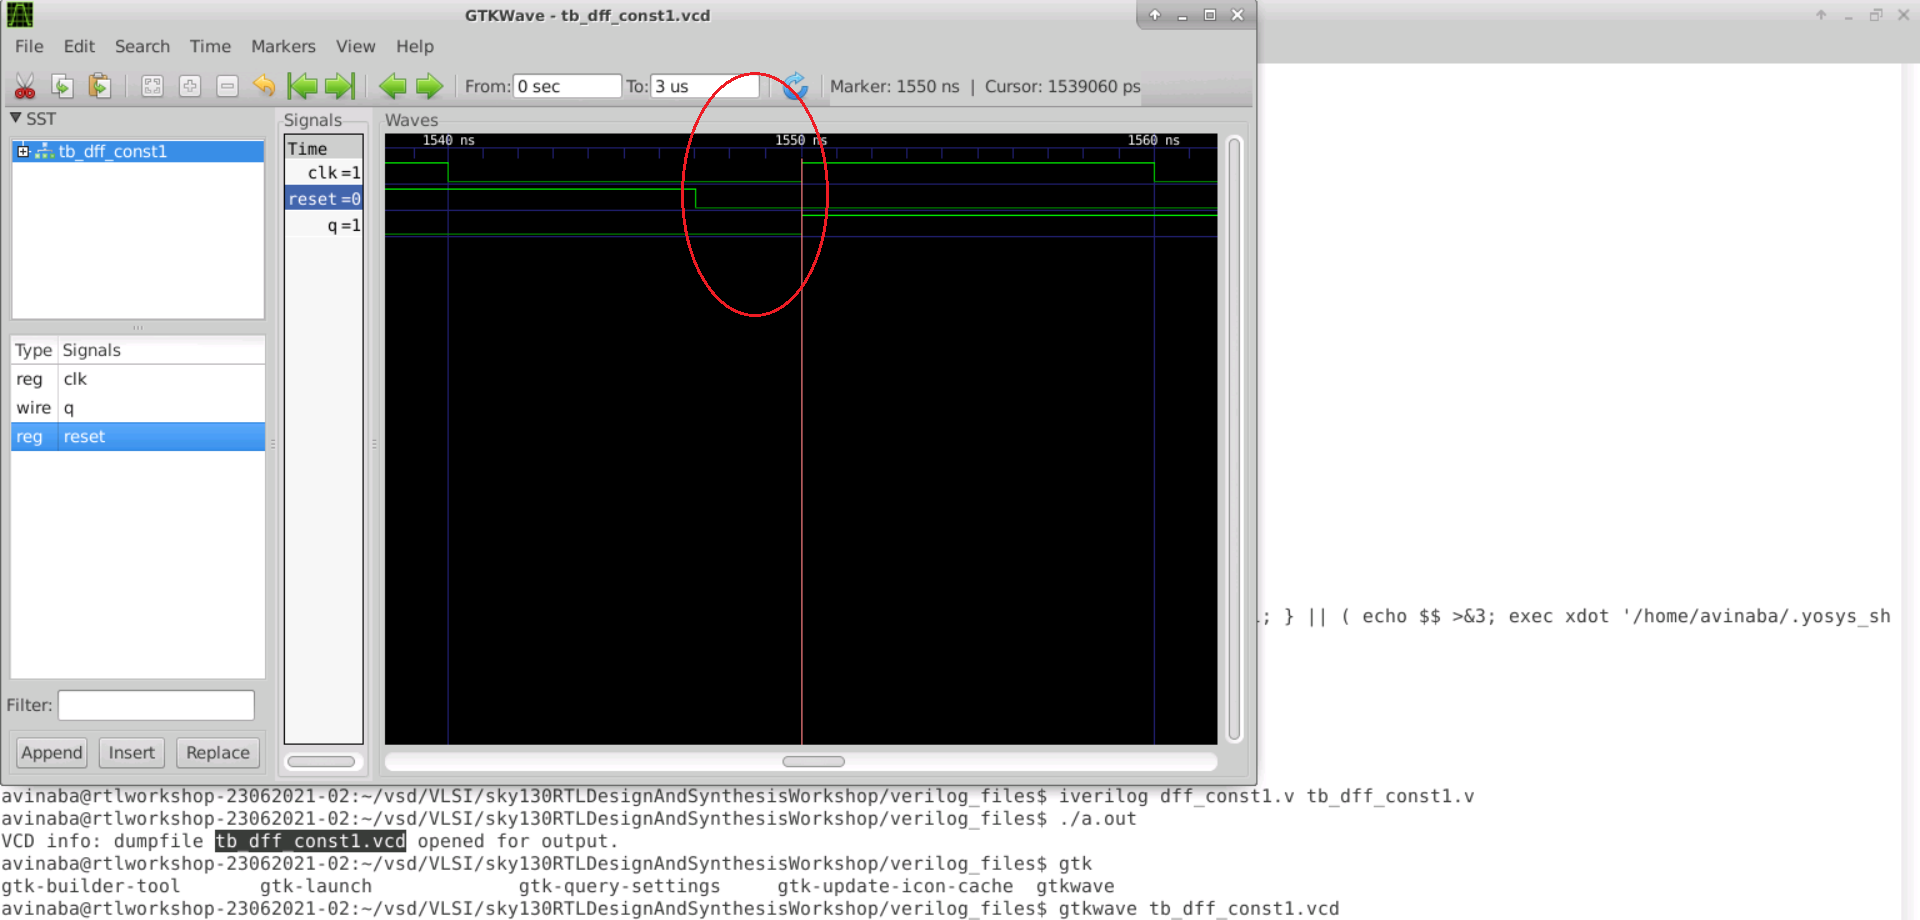 GTKWave - tb_dff_const1.vcd
File Edit Search Time Markers View Help
From: 0 sec To: 3 us Marker: 1550 ns | Cursor: 1539060 ps
SST
tb_dff_const1
Type Signals
reg clk
wire q
reg reset
Filter:
Append Insert Replace
Signals
Time
clk=1
reset=0
q=1
Waves
1540 ns 1550 ns 1560 ns
; } || ( echo $$ >&3; exec xdot '/home/avinaba/.yosys_sh
avinaba@rtlworkshop-23062021-02:~/vsd/VLSI/sky130RTLDesignAndSynthesisWorkshop/verilog_files$ iverilog dff_const1.v tb_dff_const1.v
avinaba@rtlworkshop-23062021-02:~/vsd/VLSI/sky130RTLDesignAndSynthesisWorkshop/verilog_files$ ./a.out
VCD info: dumpfile tb_dff_const1.vcd opened for output.
avinaba@rtlworkshop-23062021-02:~/vsd/VLSI/sky130RTLDesignAndSynthesisWorkshop/verilog_files$ gtk
gtk-builder-tool gtk-launch gtk-query-settings gtk-update-icon-cache gtkwave
avinaba@rtlworkshop-23062021-02:~/vsd/VLSI/sky130RTLDesignAndSynthesisWorkshop/verilog_files$ gtkwave tb_dff_const1.vcd